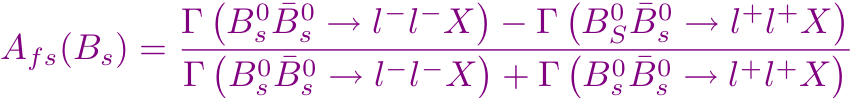 $A_{fs}(B_s) = \frac{\Gamma\left(B_s^0 \bar{B}_s^0 \to l^- l^- X\right) - \Gamma\left(B_S^0 \bar{B}_s^0 \to l^+ l^+ X\right)}{\Gamma\left(B_s^0 \bar{B}_s^0 \to l^- l^- X\right) + \Gamma\left(B_s^0 \bar{B}_s^0 \to l^+ l^+ X\right)}$